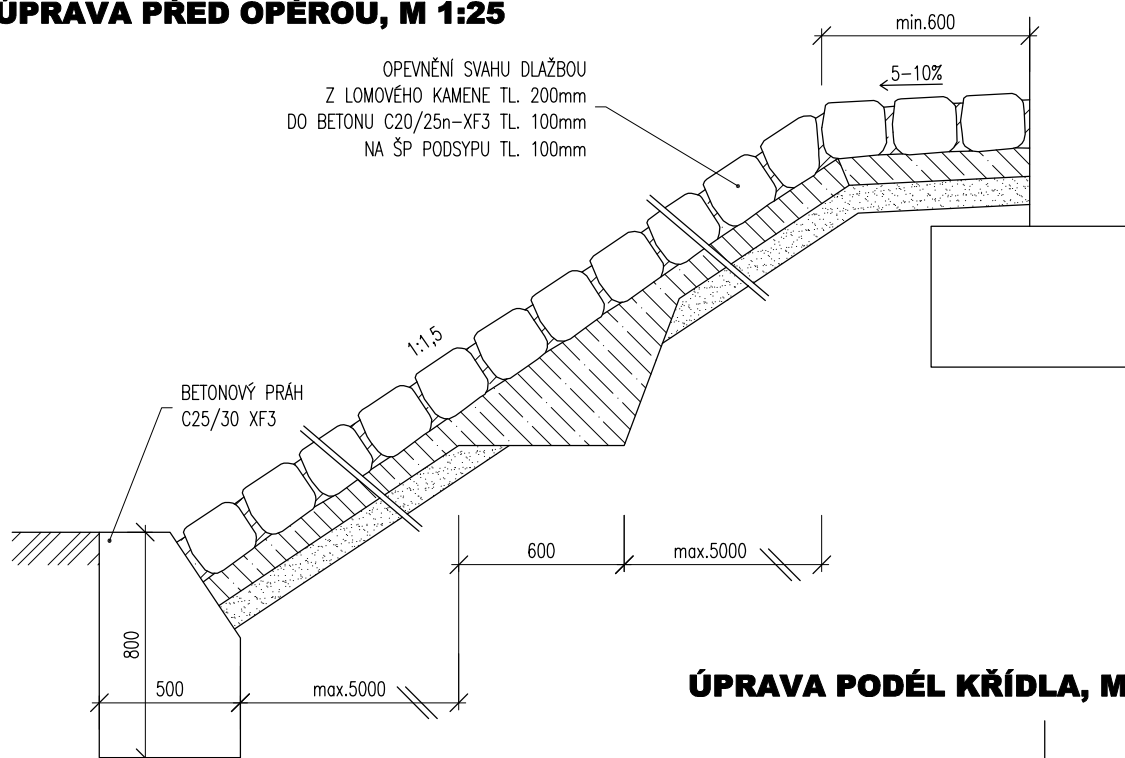 ÚPRAVA PŘED OPĚROU, M 1:25
min.600
5-10%
OPEVNĚNÍ SVAHU DLAŽBOU
Z LOMOVÉHO KAMENE TL. 200mm
DO BETONU C20/25n-XF3 TL. 100mm
NA ŠP PODSYPU TL. 100mm
1:1,5
BETONOVÝ PRÁH
C25/30 XF3
600
max.5000
800
500
max.5000
ÚPRAVA PODÉL KŘÍDLA, M